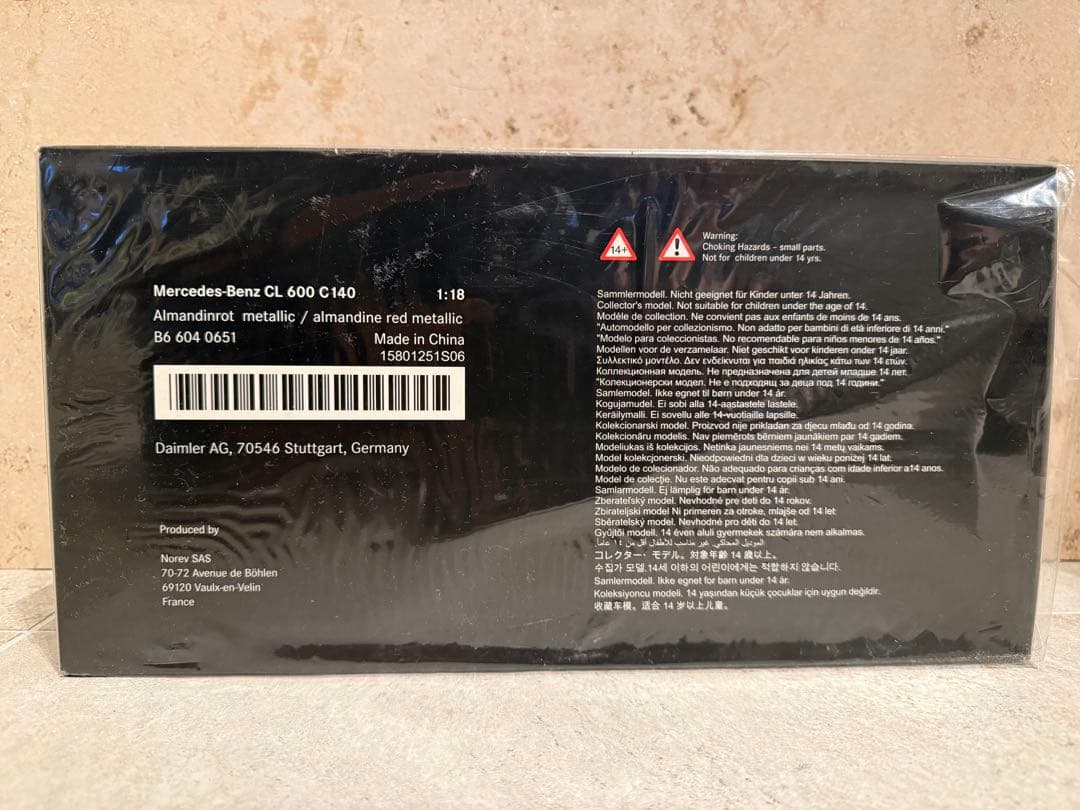 Mercedes-Benz CL 600 C140 1:18
Almandinrot metallic / almandine red metallic
B6 604 0651 Made in China
15801251S06
Daimler AG, 70546 Stuttgart, Germany
Produced by
Norev SAS
70-72 Avenue de Böhlen
69120 Vaulx-en-Velin
France
14+
!
Warning:
Choking Hazards - small parts.
Not for children under 14 yrs.
Sammlermodell. Nicht geeignet für Kinder unter 14 Jahren.
Collector's model. Not suitable for children under the age of 14.
Modèle de collection. Ne convient pas aux enfants de moins de 14 ans.
"Automodello per collezionismo. Non adatto per bambini di età inferiore di 14 anni."
"Modelo para coleccionistas. No recomendable para niños menores de 14 años."
Modellen voor de verzamelaar. Niet geschikt voor kinderen onder 14 jaar.
Συλλεκτικό μοντέλο. Δεν ενδείκνυται για παιδιά ηλικίας κάτω των 14 ετών.
Коллекционная модель. Не предназначена для детей младше 14 лет.
"Колекционерски модел. Не е подходящ за деца под 14 години."
Samlemodel. Ikke egnet til børn under 14 år.
Kogujamudel. Ei sobi alla 14-aastastele lastele.
Keräilymalli. Ei sovellu alle 14-vuotiaille lapsille.
Kolekcionarski model. Proizvod nije prikladan za djecu mlađu od 14 godina.
Kolekcionāru modelis. Nav piemērots bērniem jaunākiem par 14 gadiem.
Modeliukas iš kolekcijos. Netinka jaunesniems nei 14 metų vaikams.
Model kolekcjonerski. Nieodpowiedni dla dzieci w wieku poniżej 14 lat.
Modelo de colecionador. Não adequado para crianças com idade inferior a14 anos.
Model de colecţie. Nu este adecvat pentru copii sub 14 ani.
Samlarmodell. Ej lämplig för barn under 14 år.
Zberateľský model. Nevhodné pre deti do 14 rokov.
Zbirateljski model Ni primeren za otroke, mlajše od 14 let
Sběratelský model. Nevhodné pro děti do 14 let.
Gyűjtői modell. 14 éven aluli gyermekek számára nem alkalmas.
الموديل المحاكي غير مناسب للأطفال أقل من ١٤ عاماً
コレクター・モデル。対象年齢 14 歳以上。
수집가 모델. 14세 이하의 어린이에게는 적합하지 않습니다.
Samlermodell. Ikke egnet for barn under 14 år.
Koleksiyoncu modeli. 14 yaşından küçük çocuklar için uygun değildir.
收藏车模。适合 14 岁以上儿童。